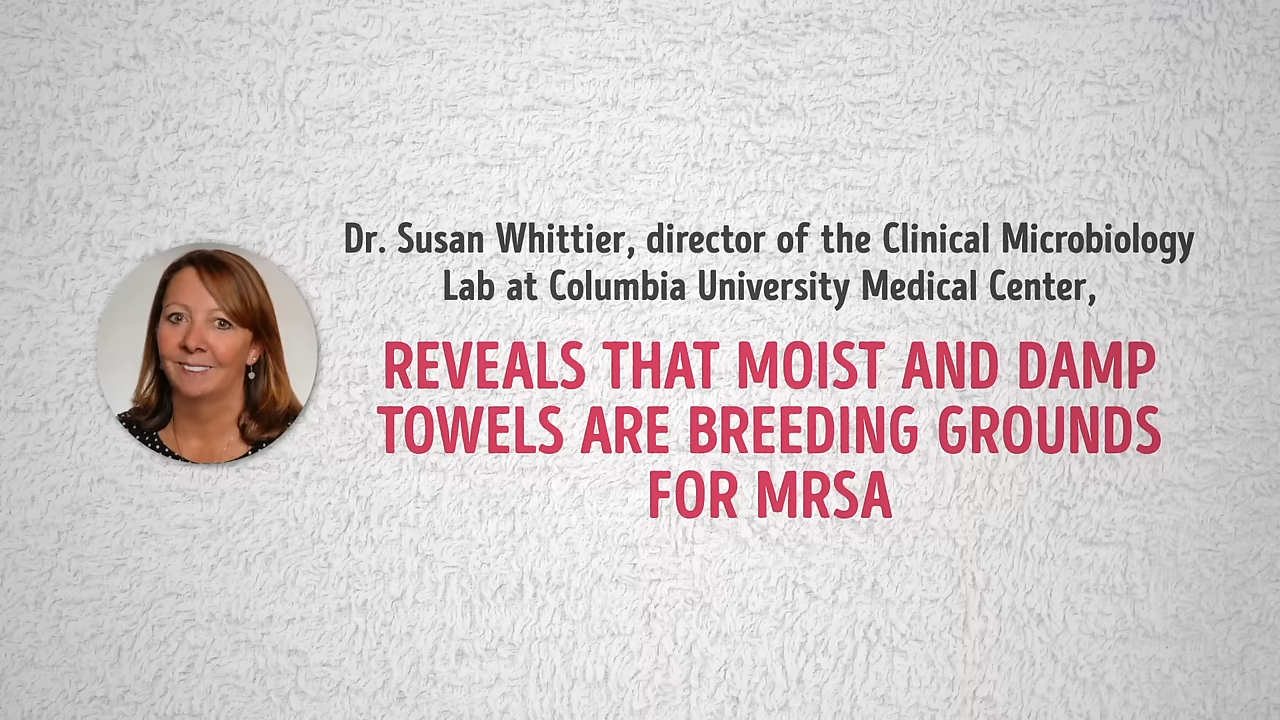 Dr. Susan Whittier, director of the Clinical Microbiology
Lab at Columbia University Medical Center,
REVEALS THAT MOIST AND DAMP
TOWELS ARE BREEDING GROUNDS
FOR MRSA